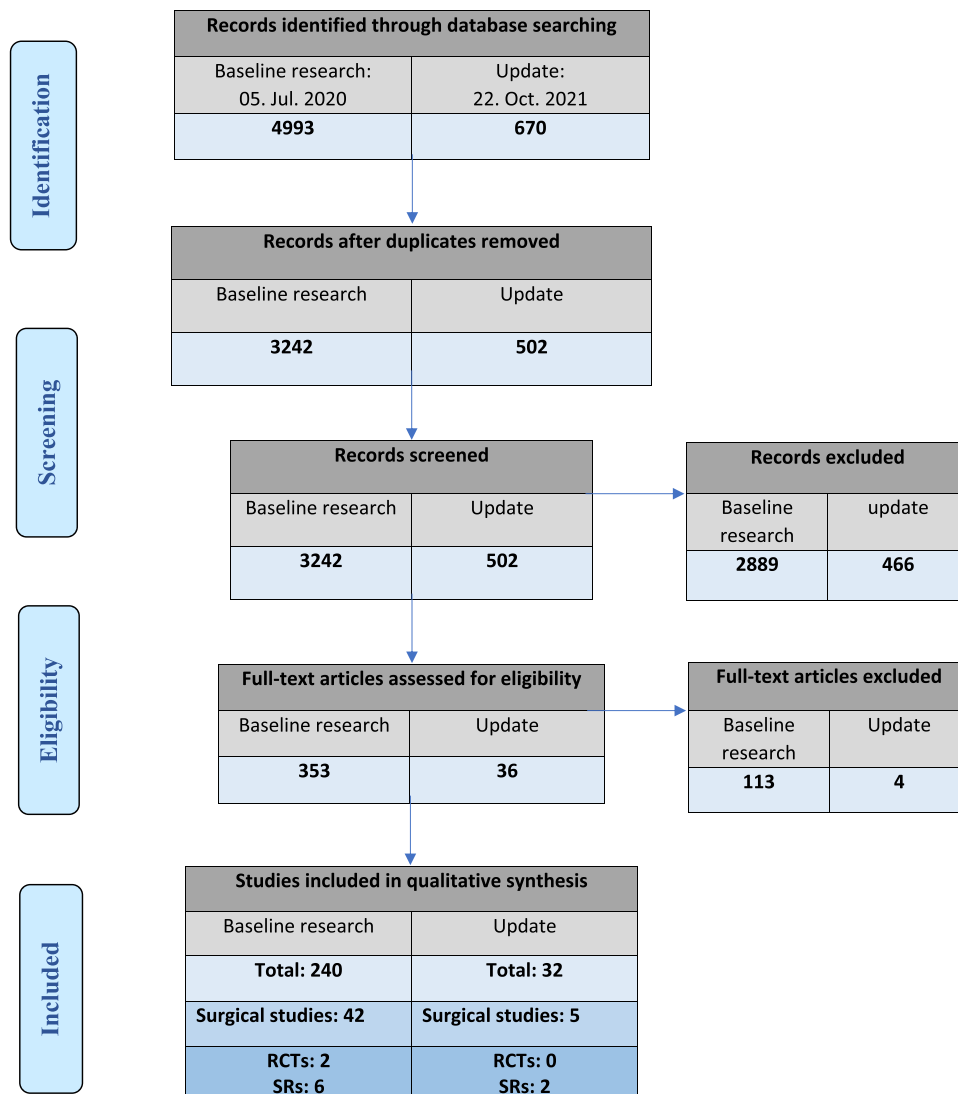 Identification
Records identified through database searching
Baseline research:
05. Jul. 2020
Update:
22. Oct. 2021
4993
670
Records after duplicates removed
Baseline research
Update
3242
502
Screening
Records screened
Baseline research
Update
3242
502
Records excluded
Baseline
research
update
2889
466
Eligibility
Full-text articles assessed for eligibility
Baseline research
Update
353
36
Full-text articles excluded
Baseline
research
Update
113
4
Included
Studies included in qualitative synthesis
Baseline research
Update
Total: 240
Total: 32
Surgical studies: 42
Surgical studies: 5
RCTs: 2
SRs: 6
RCTs: 0
SRs: 2